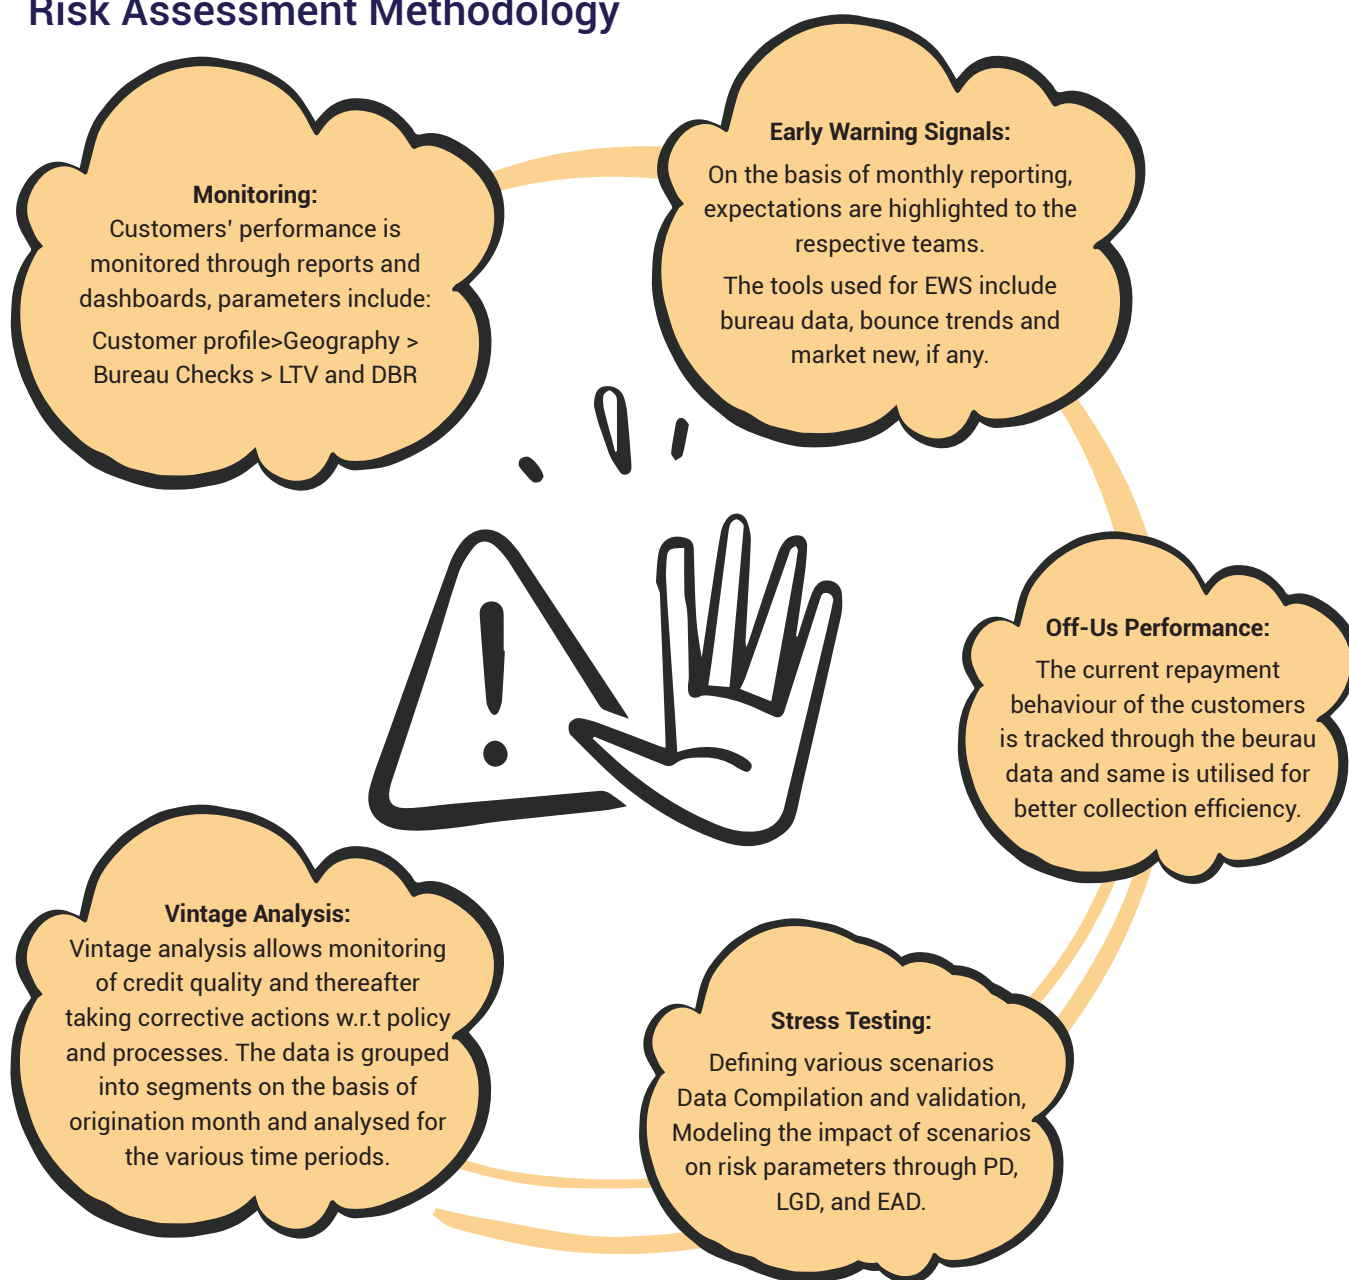 Risk Assessment Methodology
Monitoring:
Customers' performance is
monitored through reports and
dashboards, parameters include:
Customer profile>Geography >
Bureau Checks > LTV and DBR
Early Warning Signals:
On the basis of monthly reporting,
expectations are highlighted to the
respective teams.
The tools used for EWS include
bureau data, bounce trends and
market new, if any.
Off-Us Performance:
The current repayment
behaviour of the customers
is tracked through the beurau
data and same is utilised for
better collection efficiency.
Stress Testing:
Defining various scenarios
Data Compilation and validation,
Modeling the impact of scenarios
on risk parameters through PD,
LGD, and EAD.
Vintage Analysis:
Vintage analysis allows monitoring
of credit quality and thereafter
taking corrective actions w.r.t policy
and processes. The data is grouped
into segments on the basis of
origination month and analysed for
the various time periods.